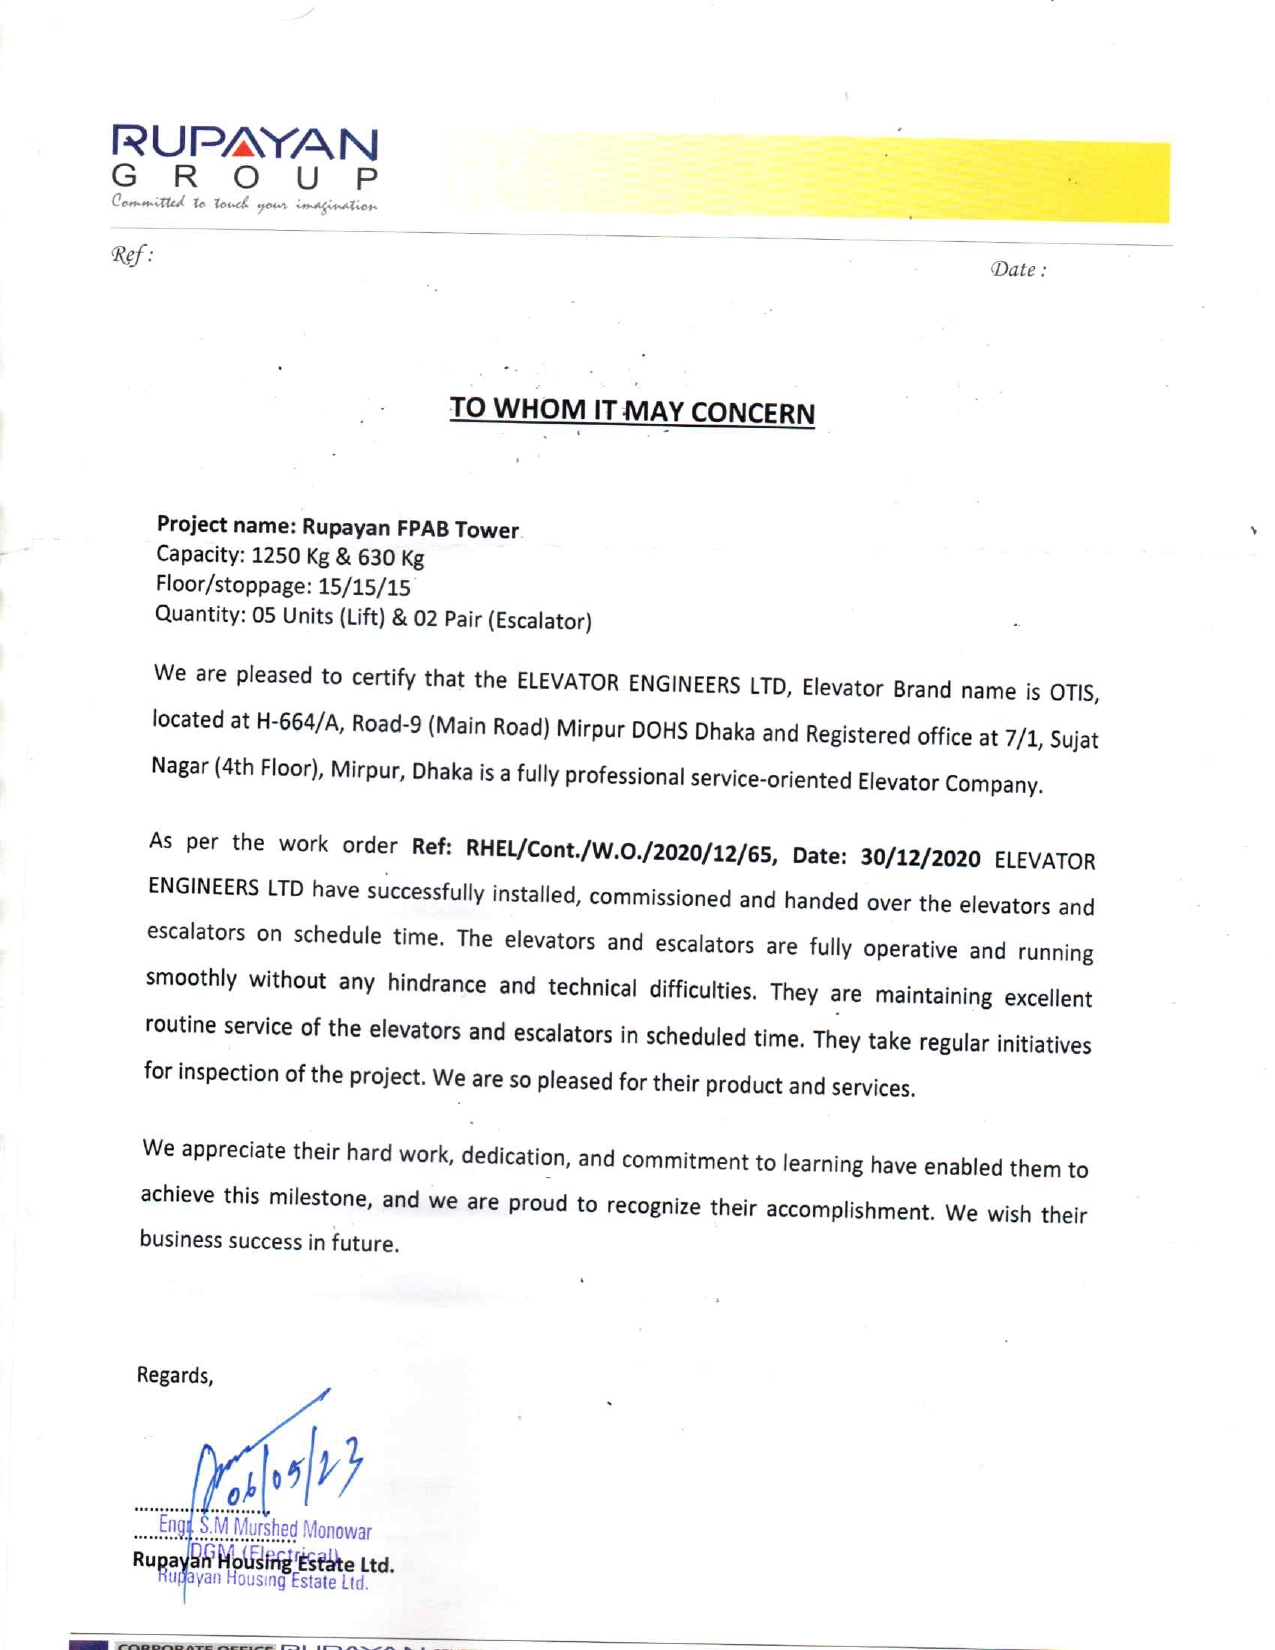 RUPAYAN
GROUP
Committed to touch your imagination
Ref :
Date :
TO WHOM IT MAY CONCERN
Project name: Rupayan FPAB Tower
Capacity: 1250 Kg & 630 Kg
Floor/stoppage: 15/15/15
Quantity: 05 Units (Lift) & 02 Pair (Escalator)
We are pleased to certify that the ELEVATOR ENGINEERS LTD, Elevator Brand name is OTIS,
located at H-664/A, Road-9 (Main Road) Mirpur DOHS Dhaka and Registered office at 7/1, Sujat
Nagar (4th Floor), Mirpur, Dhaka is a fully professional service-oriented Elevator Company.
As per the work order Ref: RHEL/Cont./W.O./2020/12/65, Date: 30/12/2020 ELEVATOR
ENGINEERS LTD have successfully installed, commissioned and handed over the elevators and
escalators on schedule time. The elevators and escalators are fully operative and running
smoothly without any hindrance and technical difficulties. They are maintaining excellent
routine service of the elevators and escalators in scheduled time. They take regular initiatives
for inspection of the project. We are so pleased for their product and services.
We appreciate their hard work, dedication, and commitment to learning have enabled them to
achieve this milestone, and we are proud to recognize their accomplishment. We wish their
business success in future.
Regards,
06/05/23
Engr. S.M Murshed Monowar
DGM (Electrical)
Rupayan Housing Estate Ltd.
Rupayan Housing Estate Ltd.
CORPORATE OFFICE RUPAYAN